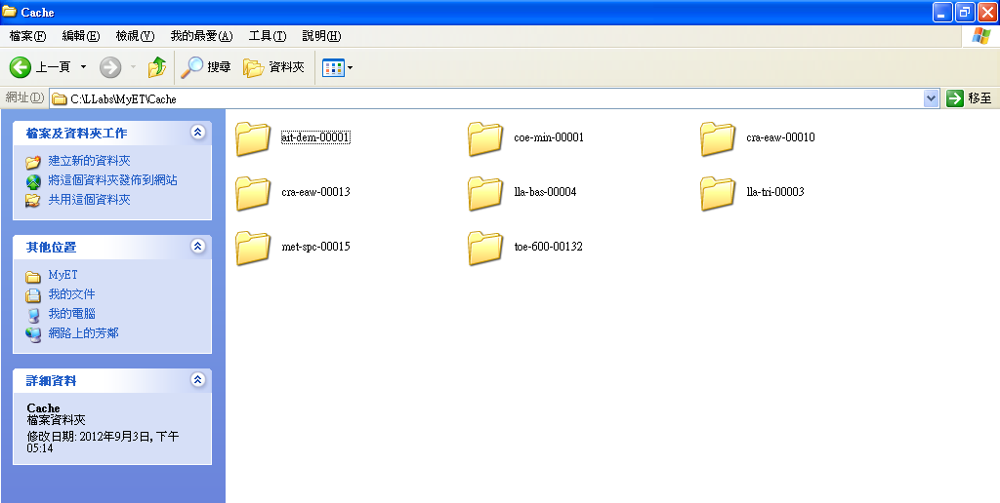 Cache
檔案(F) 編輯(E) 檢視(V) 我的最愛(A) 工具(T) 說明(H)
上一頁 搜尋 資料夾
網址(D) C:\LLabs\MyET\Cache 移至
檔案及資料夾工作
建立新的資料夾
將這個資料夾發佈到網站
共用這個資料夾
其他位置
MyET
我的文件
我的電腦
網路上的芳鄰
詳細資料
Cache
檔案資料夾
修改日期: 2012年9月3日, 下午
05:14
ait-dem-00001 coe-min-00001 cra-eaw-00010
cra-eaw-00013 lla-bas-00004 lla-tri-00003
met-spc-00015 toe-600-00132